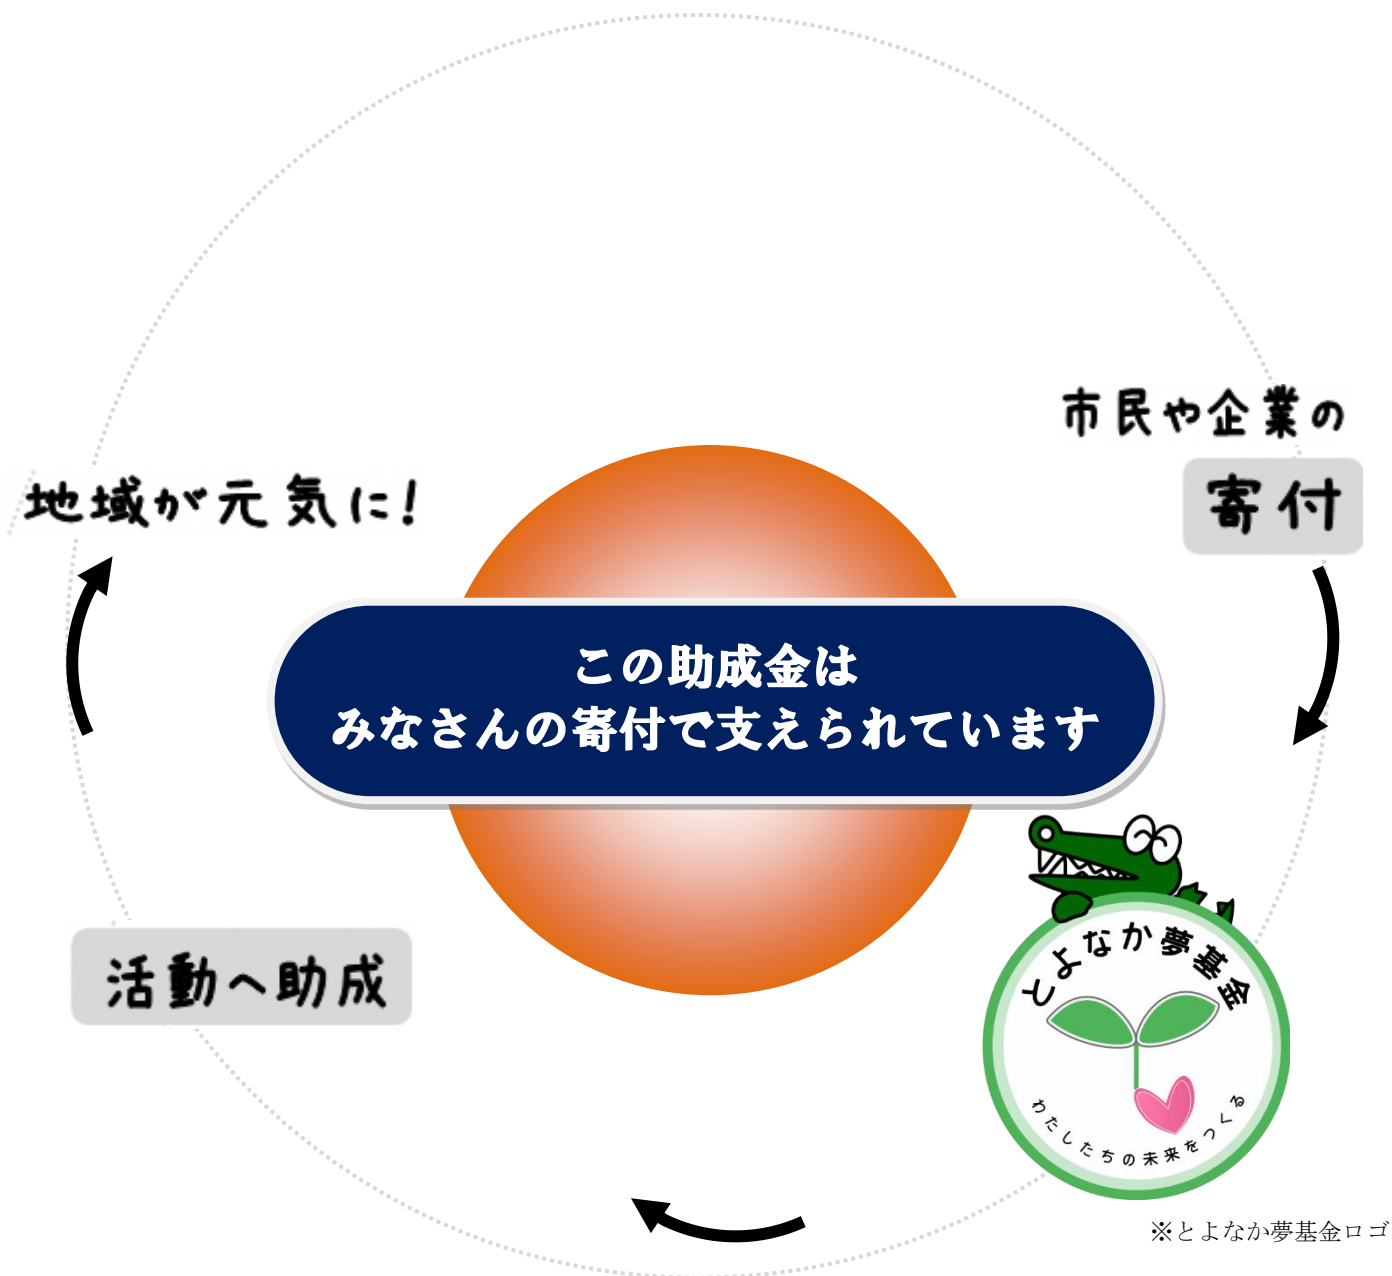 市民や企業の
寄付
地域が元気に!
この助成金は
みなさんの寄付で支えられています
活動へ助成
とよなか夢基金
わたしたちの未来をつくる
※とよなか夢基金ロゴ